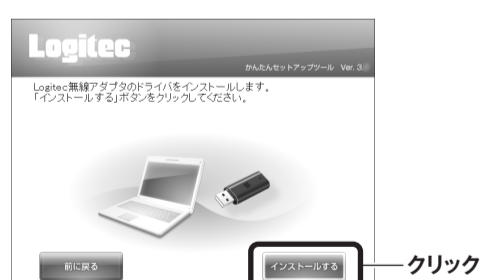 Logitec
かんたんセットアップツール Ver. 3
Logitec無線アダプタのドライバをインストールします。
「インストールする」ボタンをクリックしてください。
前に戻る
インストールする
クリック